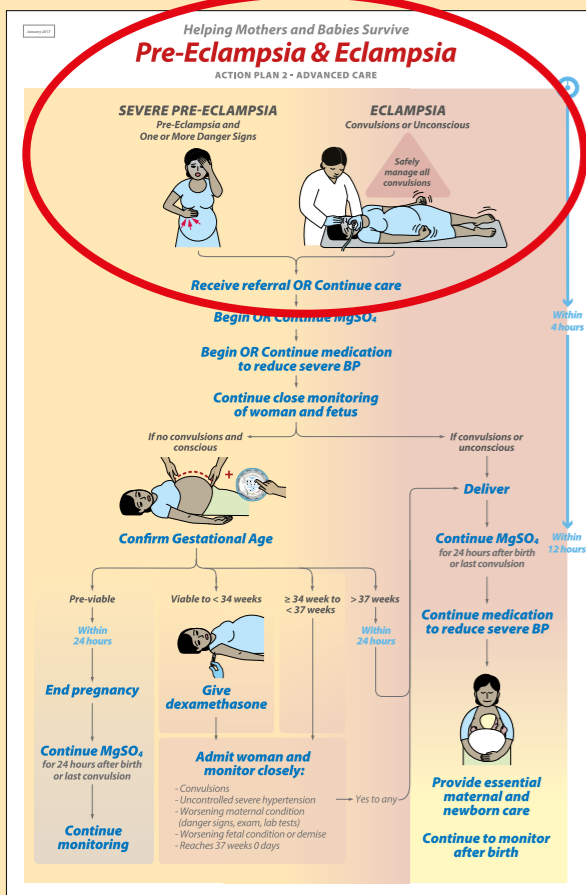 January 2017
Helping Mothers and Babies Survive
Pre-Eclampsia & Eclampsia
ACTION PLAN 2 - ADVANCED CARE
SEVERE PRE-ECLAMPSIA
Pre-Eclampsia and
One or More Danger Signs
ECLAMPSIA
Convulsions or Unconscious
Safely
manage all
convulsions
Receive referral OR Continue care
Begin OR Continue MgSO₄
Within
4 hours
Begin OR Continue medication
to reduce severe BP
Continue close monitoring
of woman and fetus
If no convulsions and
conscious
If convulsions or
unconscious
+
Confirm Gestational Age
Deliver
Continue MgSO₄
for 24 hours after birth
or last convulsion
Within
12 hours
Pre-viable
Viable to < 34 weeks
≥ 34 week to
< 37 weeks
> 37 weeks
Within
24 hours
Within
24 hours
Continue medication
to reduce severe BP
End pregnancy
Give
dexamethasone
Continue MgSO₄
for 24 hours after birth
or last convulsion
Continue
monitoring
Admit woman and
monitor closely:
- Convulsions
- Uncontrolled severe hypertension
- Worsening maternal condition
(danger signs, exam, lab tests)
- Worsening fetal condition or demise
- Reaches 37 weeks 0 days
Yes to any
Provide essential
maternal and
newborn care
Continue to monitor
after birth